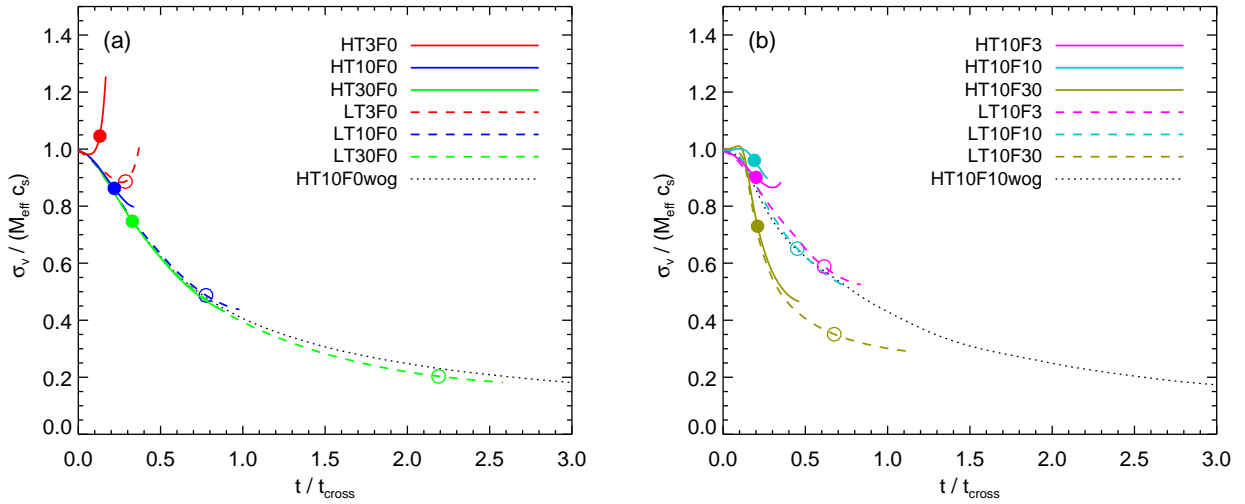 (a)
HT3F0
HT10F0
HT30F0
LT3F0
LT10F0
LT30F0
HT10F0wog
1.4
1.2
1.0
0.8
0.6
0.4
0.2
0.0
σv / (Meff cs)
0.0 0.5 1.0 1.5 2.0 2.5 3.0
t / tcross
(b)
HT10F3
HT10F10
HT10F30
LT10F3
LT10F10
LT10F30
HT10F10wog
1.4
1.2
1.0
0.8
0.6
0.4
0.2
0.0
σv / (Meff cs)
0.0 0.5 1.0 1.5 2.0 2.5 3.0
t / tcross